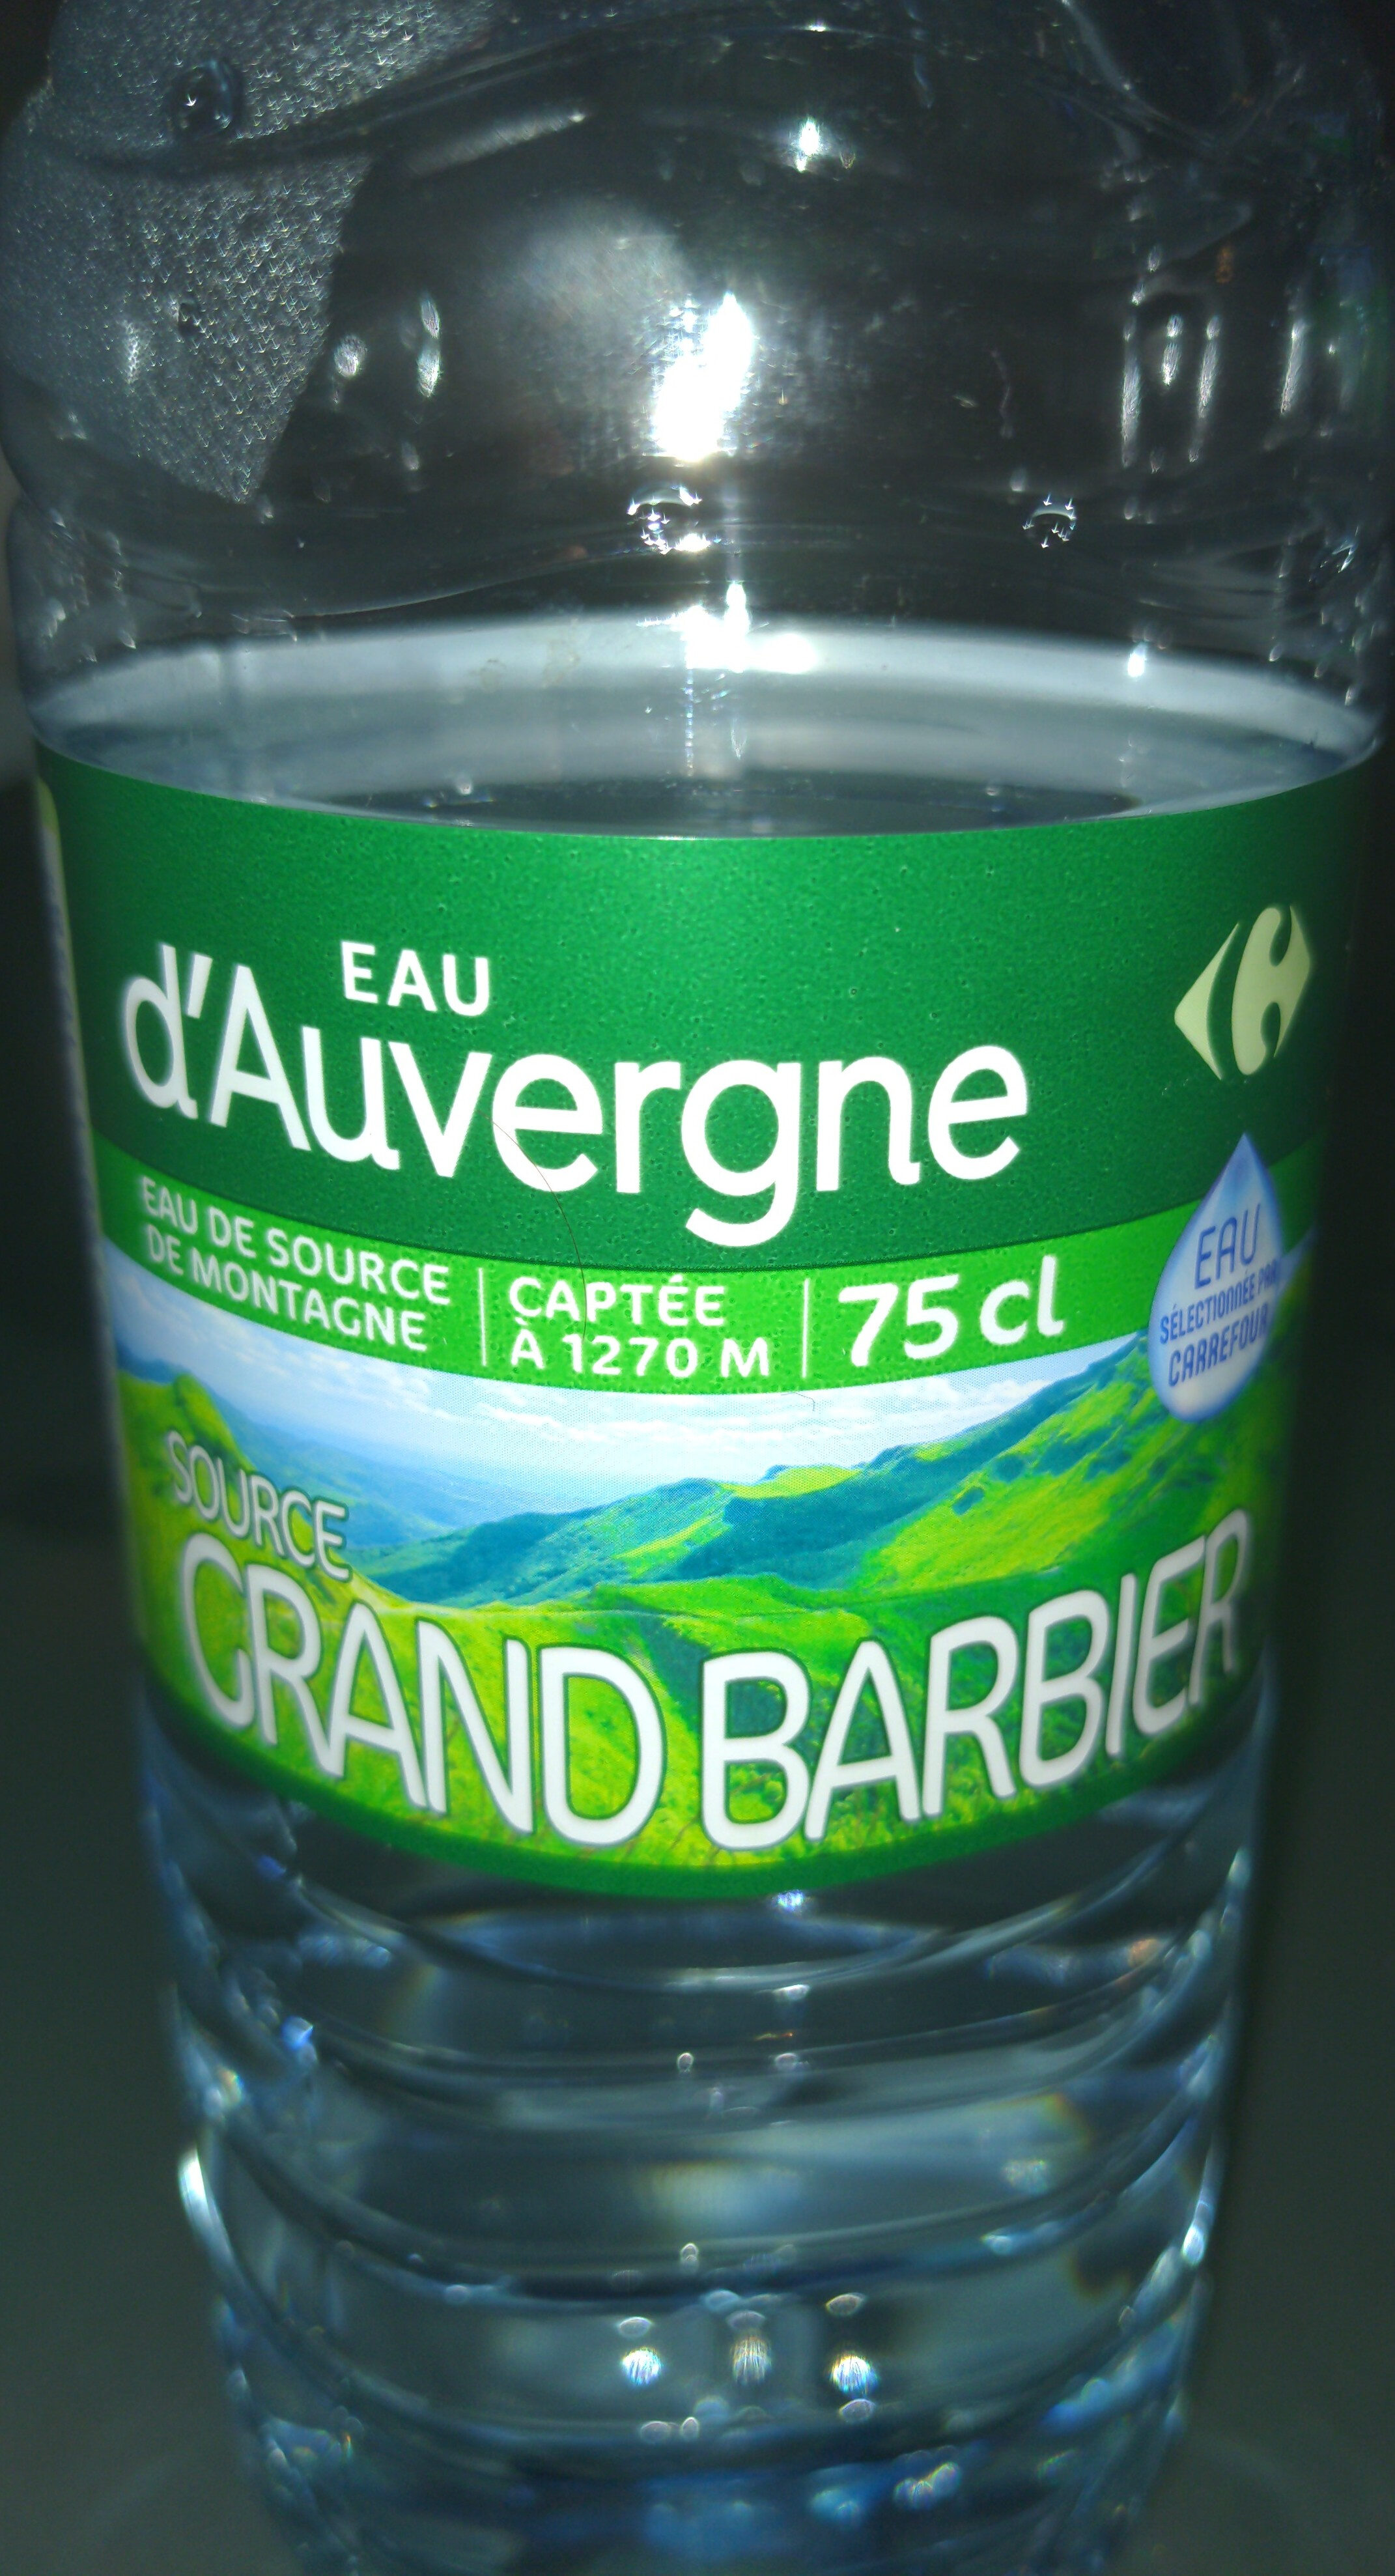 EAU
d'Auvergne
EAU DE SOURCE
DE MONTAGNE
CAPTÉE
À 1270 M
75 cl
EAU
SÉLECTIONNÉE PAR
CARREFOUR
SOURCE
GRAND BARBIER